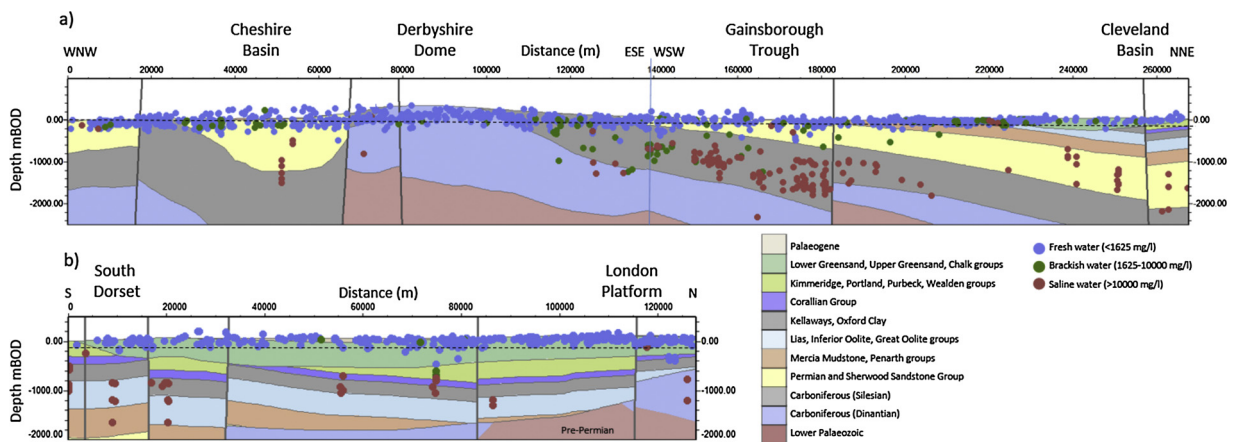 a)
Cheshire
Basin
Derbyshire
Dome
Gainsborough
Trough
Cleveland
Basin
WNW
Distance (m)
ESE
WSW
NNE
0
20000
40000
60000
80000
100000
120000
140000
160000
180000
200000
220000
240000
260000
Depth mBOD
0.00
-1000.00
-2000.00
0.00
-1000.00
-2000.00
Depth mBOD
b)
South
Dorset
London
Platform
S
Distance (m)
N
0
20000
40000
60000
80000
100000
120000
Depth mBOD
0.00
-1000.00
-2000.00
0.00
-1000.00
-2000.00
Depth mBOD
Pre-Permian
Palaeogene
Lower Greensand, Upper Greensand, Chalk groups
Kimmeridge, Portland, Purbeck, Wealden groups
Corallian Group
Kellaways, Oxford Clay
Lias, Inferior Oolite, Great Oolite groups
Mercia Mudstone, Penarth groups
Permian and Sherwood Sandstone Group
Carboniferous (Silesian)
Carboniferous (Dinantian)
Lower Palaeozoic
Fresh water (<1625 mg/l)
Brackish water (1625-10000 mg/l)
Saline water (>10000 mg/l)